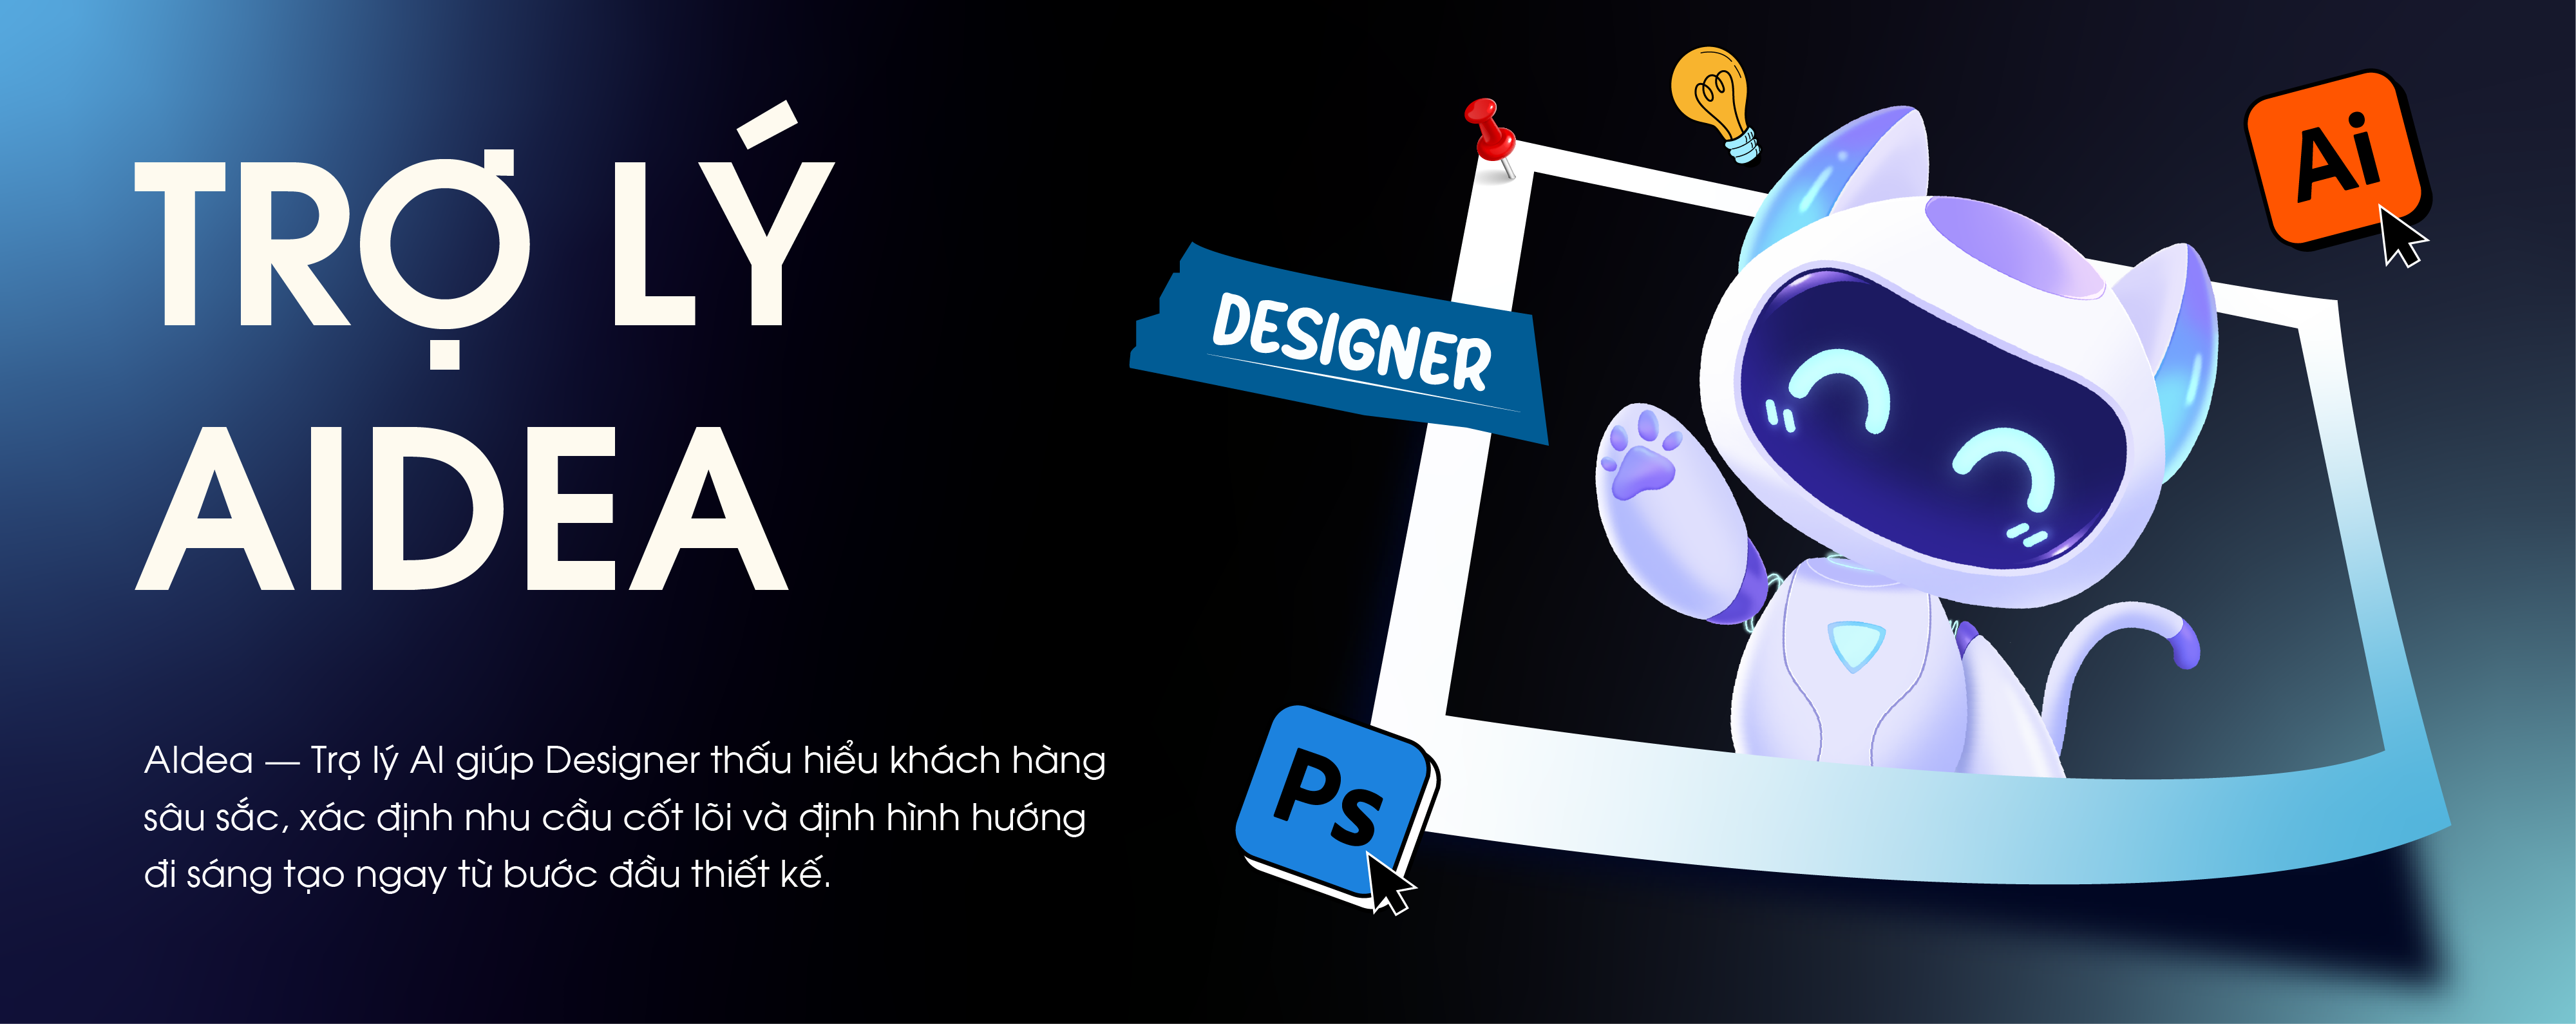 TRỢ LÝ
AIDEA
AIdea — Trợ lý AI giúp Designer thấu hiểu khách hàng
sâu sắc, xác định nhu cầu cốt lõi và định hình hướng
đi sáng tạo ngay từ bước đầu thiết kế.
DESIGNER
Ai
Ps